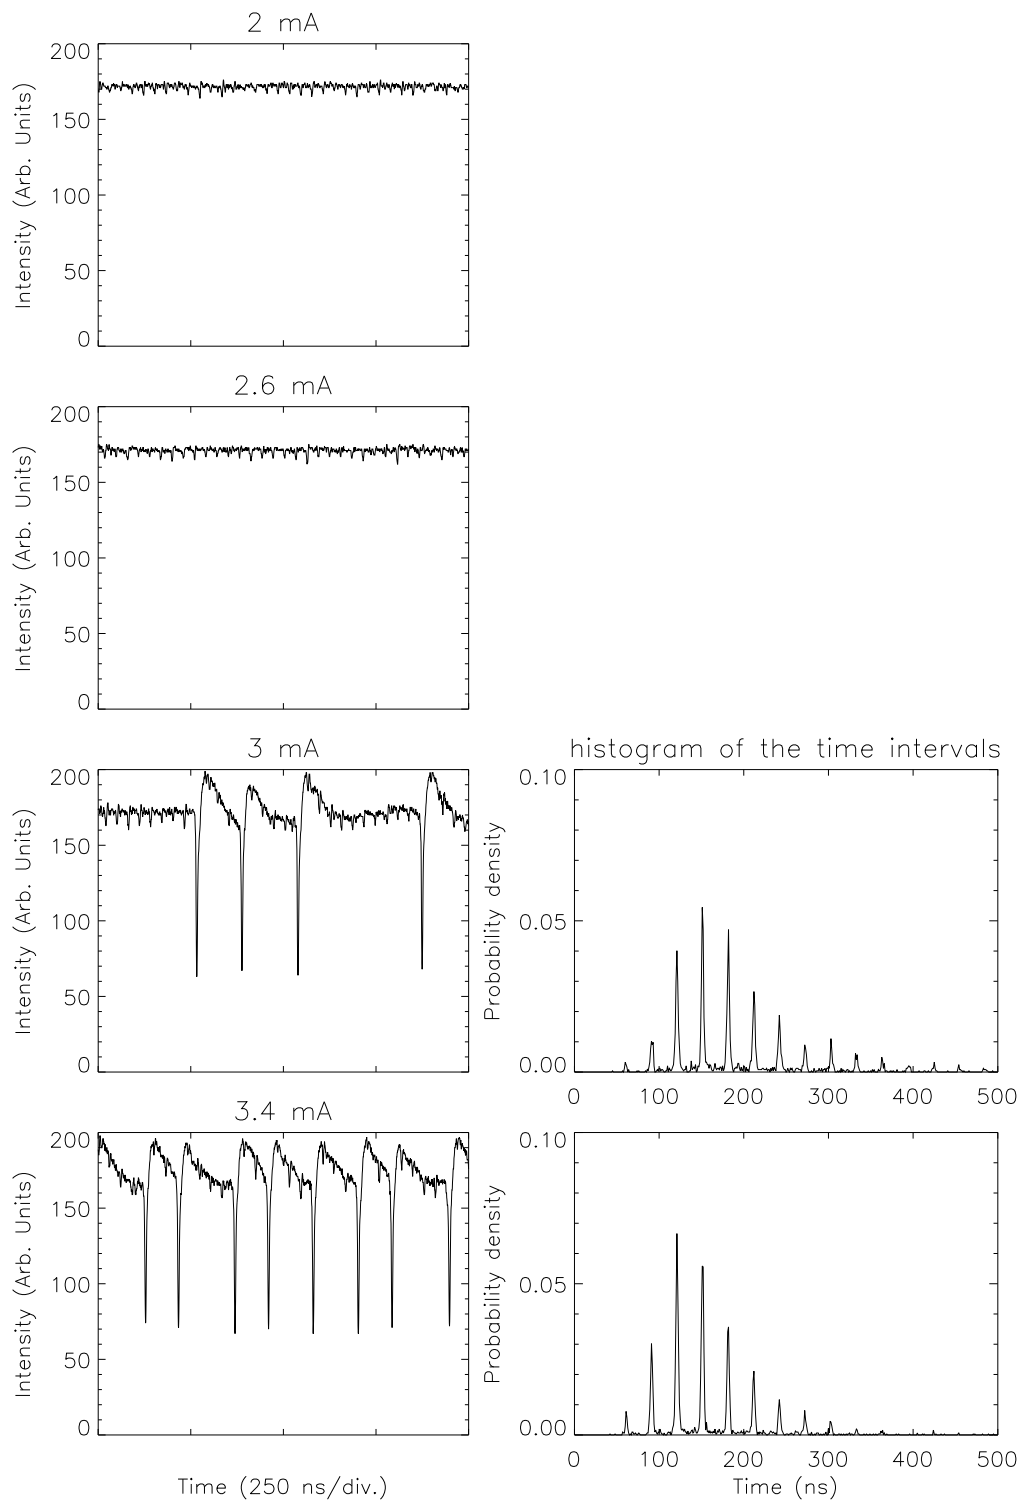 2 mA
Intensity (Arb. Units)
200
150
100
50
0
2.6 mA
Intensity (Arb. Units)
200
150
100
50
0
3 mA
Intensity (Arb. Units)
200
150
100
50
0
histogram of the time intervals
Probability density
0.10
0.05
0.00
0 100 200 300 400 500
3.4 mA
Intensity (Arb. Units)
200
150
100
50
0
Time (250 ns/div.)
Probability density
0.10
0.05
0.00
0 100 200 300 400 500
Time (ns)